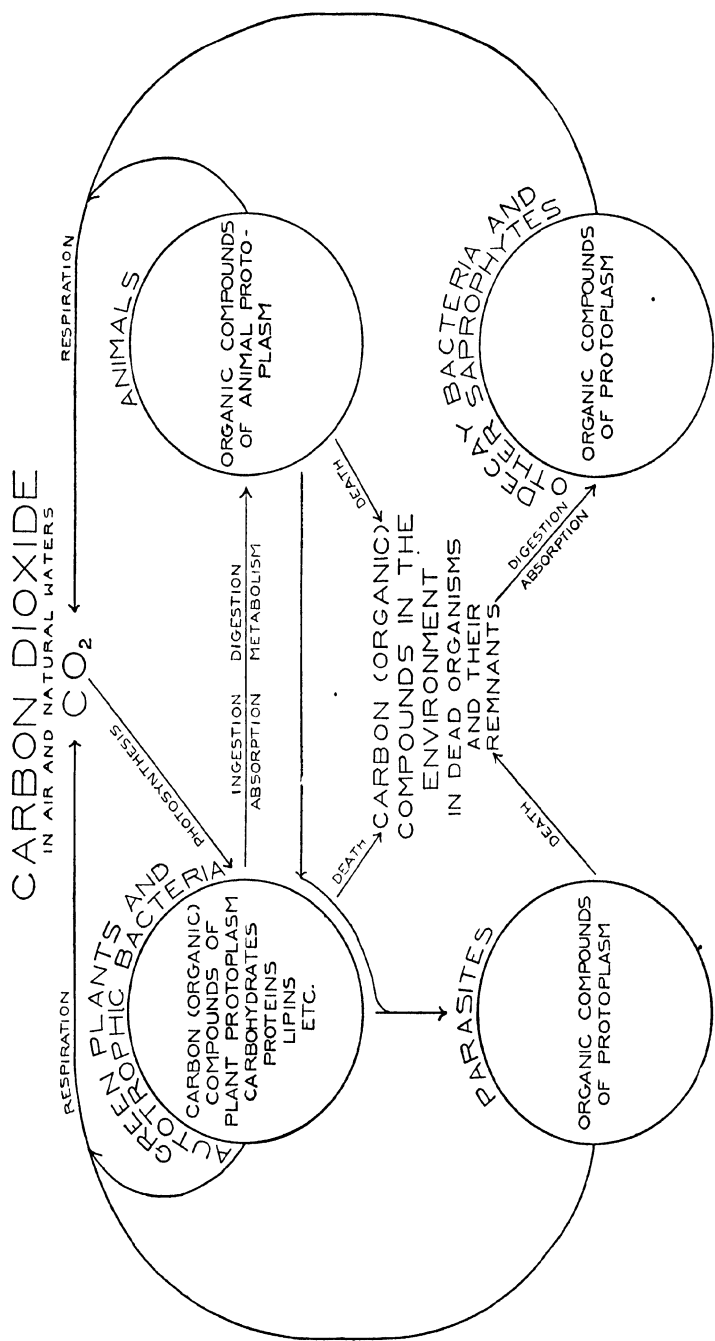 CARBON DIOXIDE
IN AIR AND NATURAL WATERS
CO2
RESPIRATION
RESPIRATION
PHOTOSYNTHESIS
GREEN PLANTS AND
AUTOTROPHIC BACTERIA
CARBON (ORGANIC)
COMPOUNDS OF
PLANT PROTOPLASM
CARBOHYDRATES
PROTEINS
LIPINS
ETC.
INGESTION DIGESTION
ABSORPTION METABOLISM
ANIMALS
ORGANIC COMPOUNDS
OF ANIMAL PROTO-
PLASM
DEATH
DEATH
CARBON (ORGANIC)
COMPOUNDS IN THE
ENVIRONMENT
IN DEAD ORGANISMS
AND THEIR
REMNANTS
DEATH
DIGESTION
ABSORPTION
PARASITES
ORGANIC COMPOUNDS
OF PROTOPLASM
DECAY BACTERIA AND
OTHER SAPROPHYTES
ORGANIC COMPOUNDS
OF PROTOPLASM